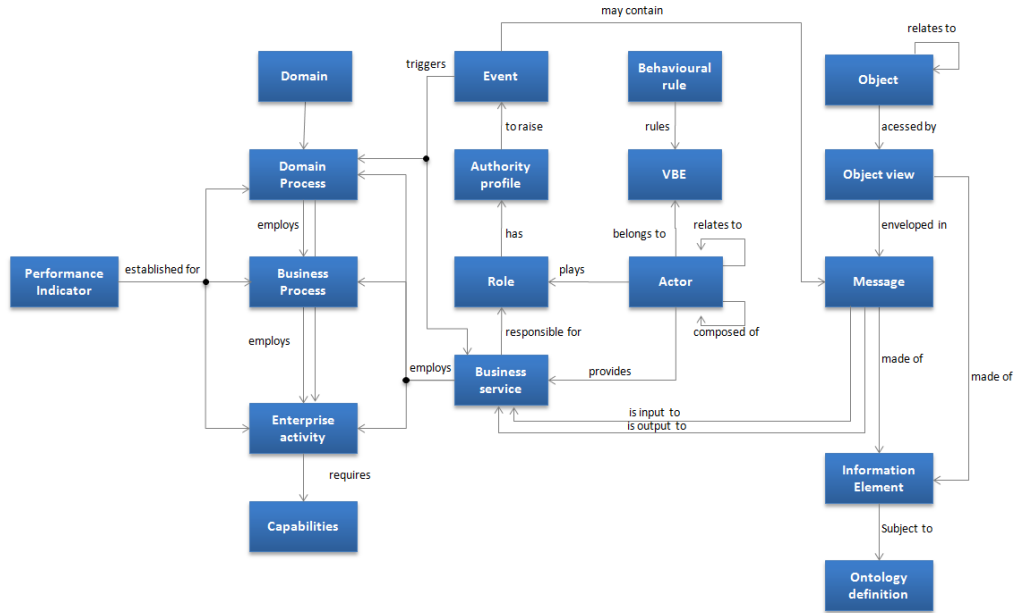 may contain
relates to
triggers
Domain
Event
Behavioural
rule
Object
to raise
rules
acessed by
Domain
Process
Authority
profile
VBE
Object view
employs
has
belongs to
relates to
enveloped in
Performance
Indicator
established for
Business
Process
Role
plays
Actor
Message
responsible for
composed of
employs
employs
Business
service
provides
made of
made of
is input to
is output to
Enterprise
activity
requires
Information
Element
Capabilities
Subject to
Ontology
definition